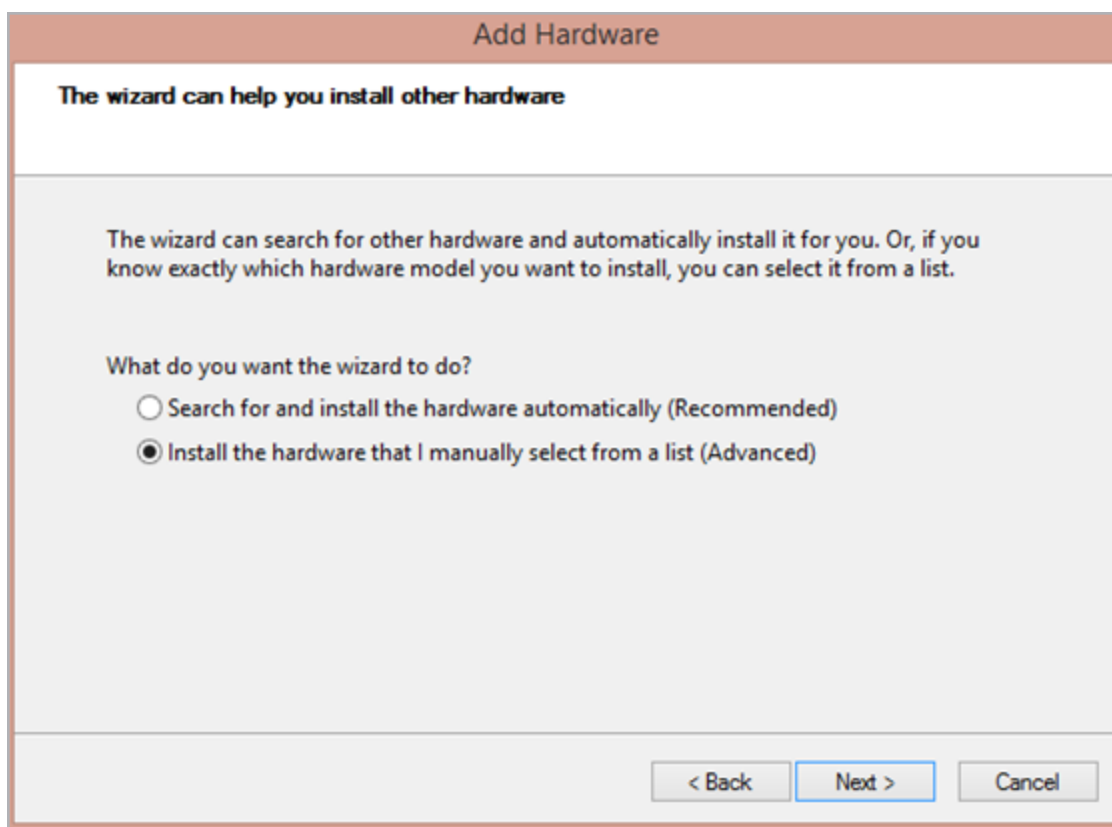 Add Hardware
The wizard can help you install other hardware
The wizard can search for other hardware and automatically install it for you. Or, if you
know exactly which hardware model you want to install, you can select it from a list.
What do you want the wizard to do?
Search for and install the hardware automatically (Recommended)
Install the hardware that I manually select from a list (Advanced)
< Back Next > Cancel